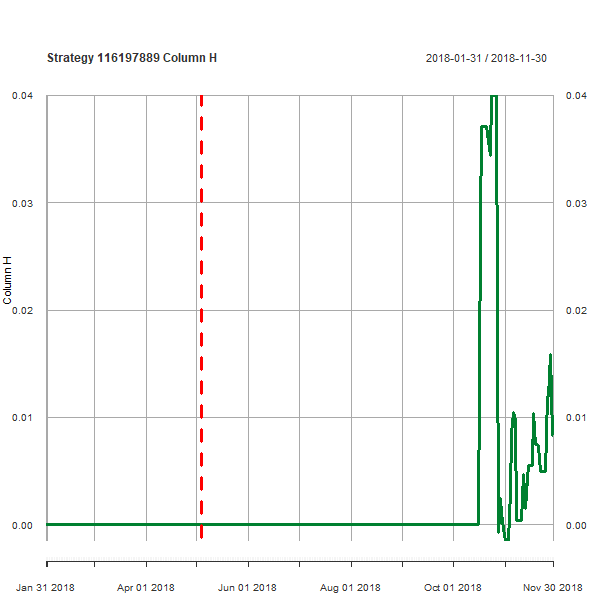 Strategy 116197889 Column H 2018-01-31 / 2018-11-30
0.04 0.04
0.03 0.03
0.02 0.02
0.01 0.01
0.00 0.00
Column H
Jan 31 2018 Apr 01 2018 Jun 01 2018 Aug 01 2018 Oct 01 2018 Nov 30 2018